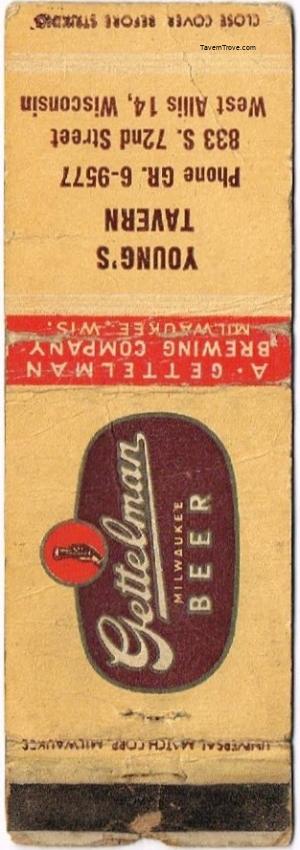 TavernTrove.com
CLOSE COVER BEFORE STRIKING
YOUNG'S
TAVERN
Phone GR. 6-9577
833 S. 72nd Street
West Allis 14, Wisconsin
A. GETTELMAN
BREWING COMPANY
MILWAUKEE, WIS.
Gettelman
MILWAUKEE
BEER
UNIVERSAL MATCH CORP. MILWAUKEE